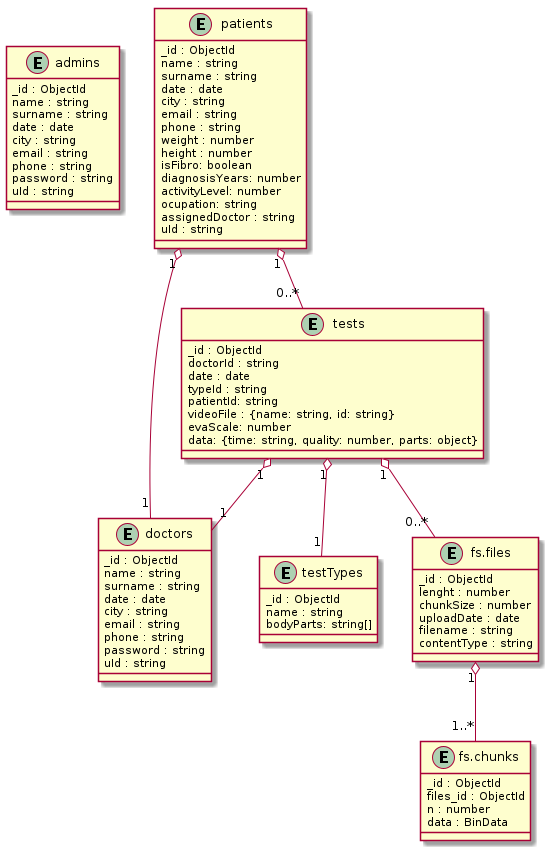 E patients
_id : ObjectId
name : string
surname : string
date : date
city : string
email : string
phone : string
weight : number
height : number
isFibro: boolean
diagnosisYears: number
activityLevel: number
ocupation: string
assignedDoctor : string
uId : string
E admins
_id : ObjectId
name : string
surname : string
date : date
city : string
email : string
phone : string
password : string
uId : string
1
1
0..*
E tests
_id : ObjectId
doctorId : string
date : date
typeId : string
patientId: string
videoFile : {name: string, id: string}
evaScale: number
data: {time: string, quality: number, parts: object}
1
1
1
1
1
1
0..*
E doctors
_id : ObjectId
name : string
surname : string
date : date
city : string
email : string
phone : string
password : string
uId : string
E testTypes
_id : ObjectId
name : string
bodyParts: string[]
E fs.files
_id : ObjectId
lenght : number
chunkSize : number
uploadDate : date
filename : string
contentType : string
1
1..*
E fs.chunks
_id : ObjectId
files_id : ObjectId
n : number
data : BinData